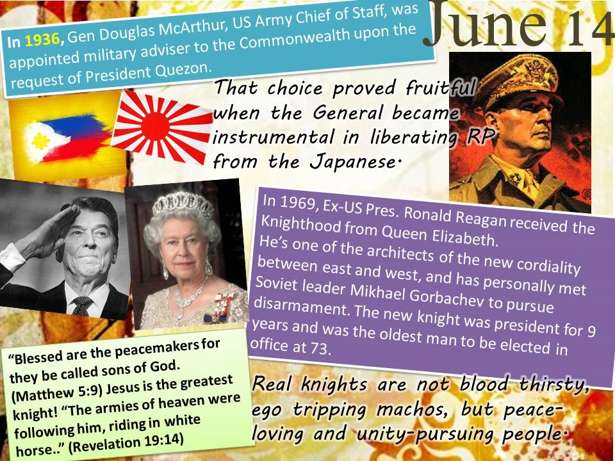 June 14
In 1936, Gen Douglas McArthur, US Army Chief of Staff, was
appointed military adviser to the Commonwealth upon the
request of President Quezon.
That choice proved fruitful
when the General became
instrumental in liberating RP
from the Japanese.
In 1969, Ex-US Pres. Ronald Reagan received the
Knighthood from Queen Elizabeth.
He's one of the architects of the new cordiality
between east and west, and has personally met
Soviet leader Mikhael Gorbachev to pursue
disarmament. The new knight was president for 9
years and was the oldest man to be elected in
office at 73.
"Blessed are the peacemakers for
they be called sons of God.
(Matthew 5:9) Jesus is the greatest
knight! "The armies of heaven were
following him, riding in white
horse.." (Revelation 19:14)
Real knights are not blood thirsty,
ego tripping machos, but peace-
loving and unity-pursuing people.